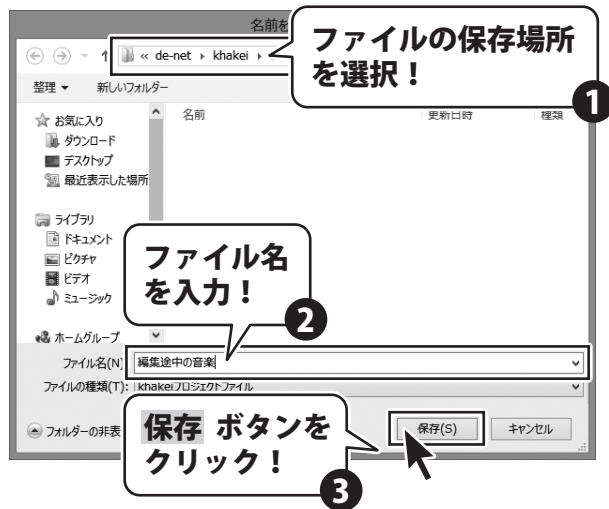 名前を
ファイルの保存場所
を選択！
1
« de-net › khakei ›
整理 ▼ 新しいフォルダー
お気に入り
ダウンロード
デスクトップ
最近表示した場所
ライブラリ
ドキュメント
ピクチャ
ビデオ
ミュージック
ホームグループ
名前 更新日時 種類
ファイル名
を入力！
2
ファイル名(N) 編集途中の音楽
ファイルの種類(T): khakeiプロジェクトファイル
フォルダーの非表
保存 ボタンを
クリック！
3
保存(S) キャンセル